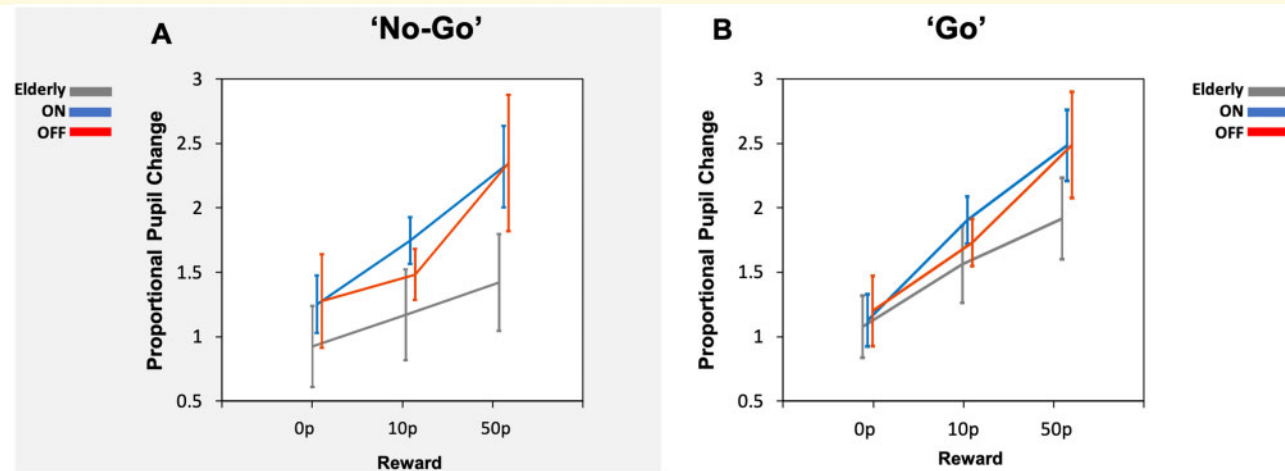 A
‘No-Go’
Elderly
ON
OFF
Proportional Pupil Change
3
2.5
2
1.5
1
0.5
0p 10p 50p
Reward
B
‘Go’
Elderly
ON
OFF
Proportional Pupil Change
3
2.5
2
1.5
1
0.5
0p 10p 50p
Reward